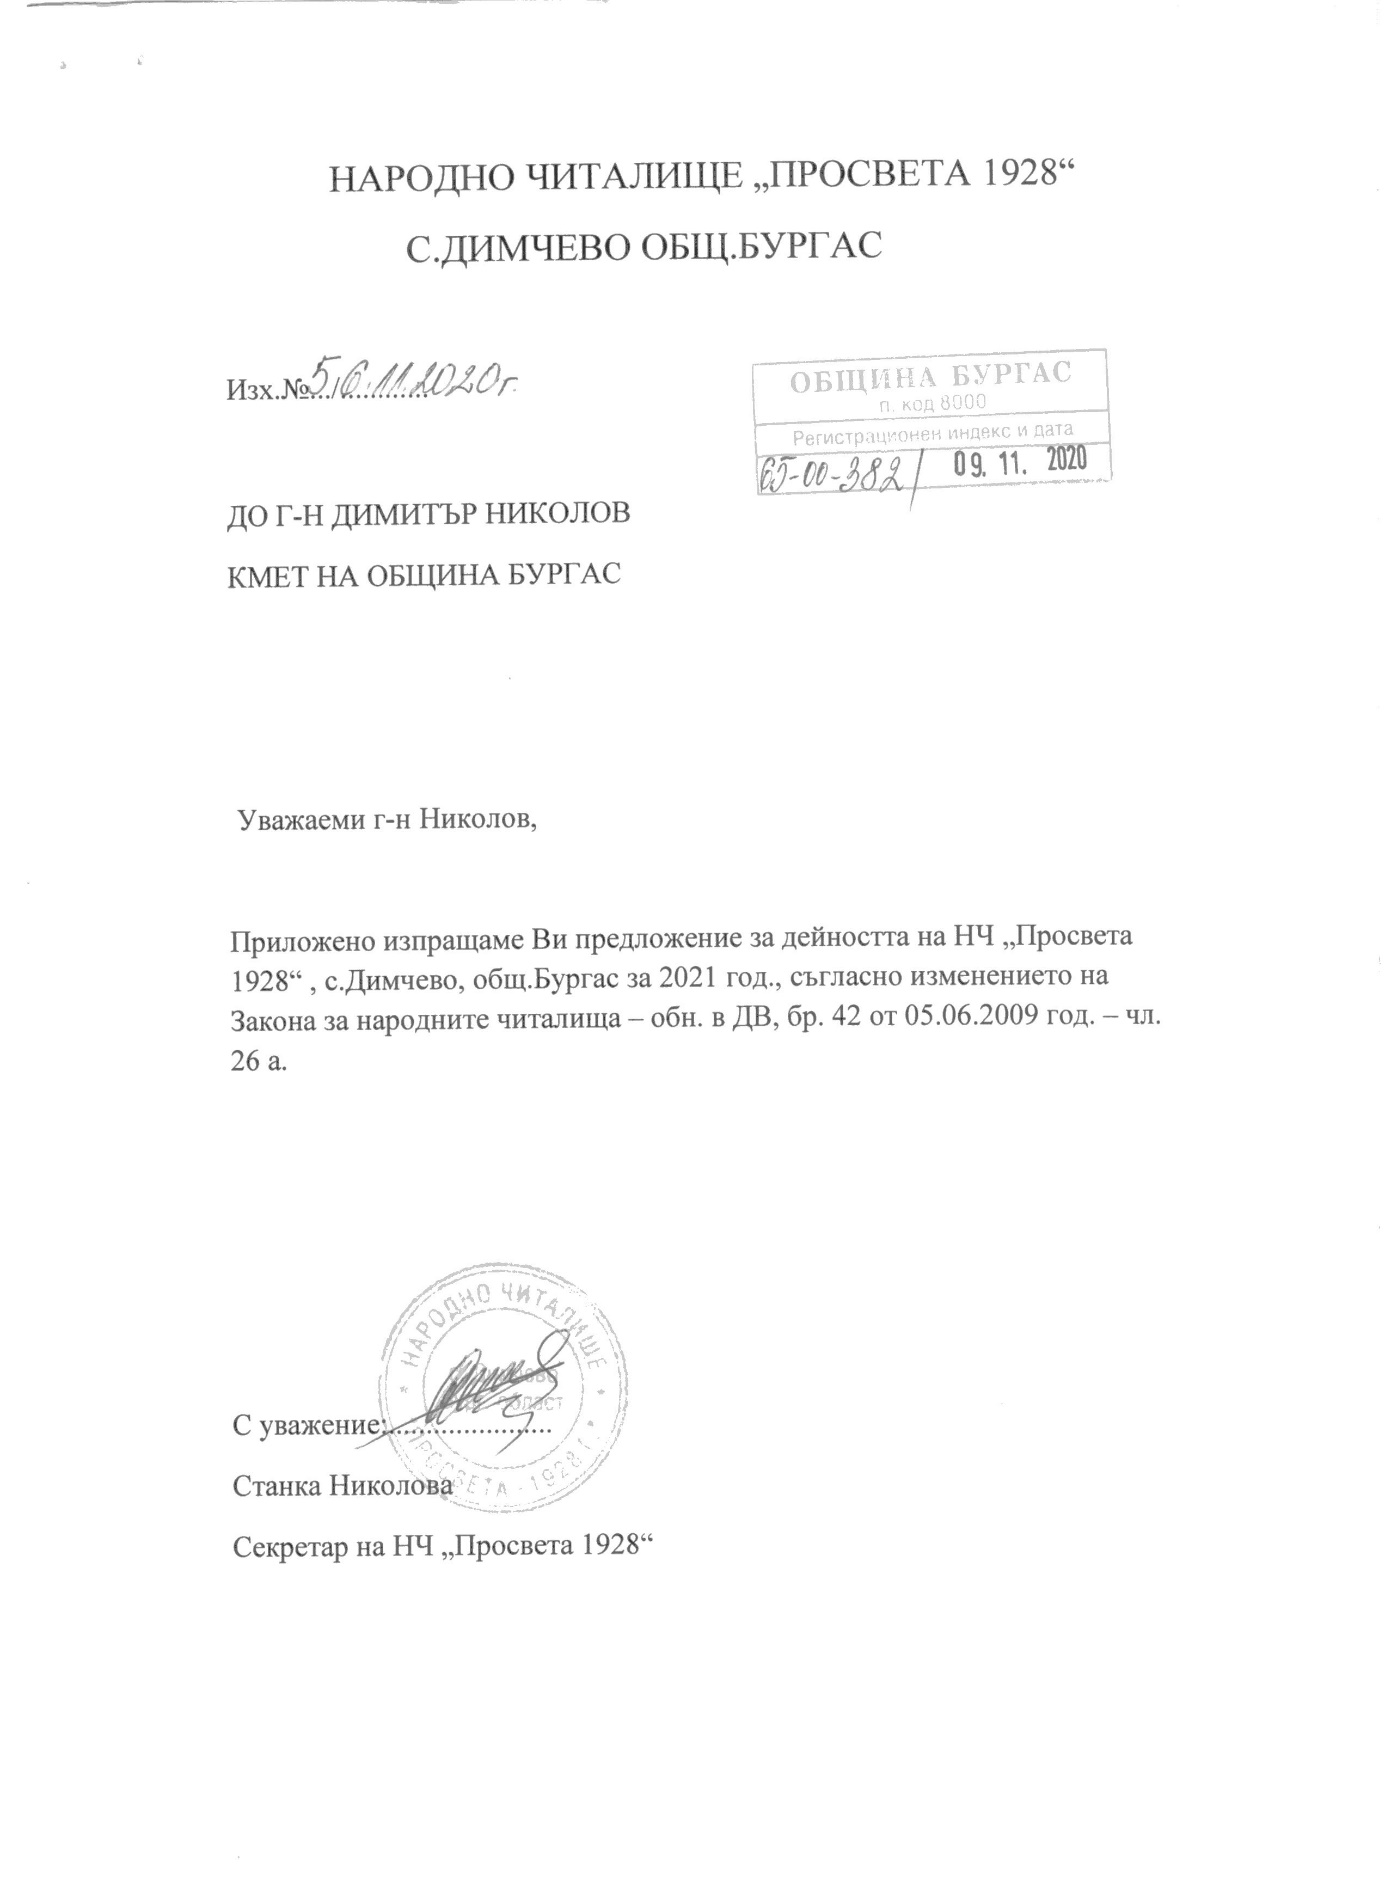 НАРОДНО ЧИТАЛИЩЕ „ПРОСВЕТА 1928“
С.ДИМЧЕВО ОБЩ.БУРГАС
Изх.№5/6.11.2020г.
ОБЩИНА БУРГАС
п. код 8000
Регистрационен индекс и дата
65-00-382/ 09. 11. 2020
ДО Г-Н ДИМИТЪР НИКОЛОВ
КМЕТ НА ОБЩИНА БУРГАС
Уважаеми г-н Николов,
Приложено изпращаме Ви предложение за дейността на НЧ „Просвета
1928“ , с.Димчево, общ.Бургас за 2021 год., съгласно изменението на
Закона за народните читалища – обн. в ДВ, бр. 42 от 05.06.2009 год. – чл.
26 а.
НАРОДНО ЧИТАЛИЩЕ
област
ПРОСВЕТА - 1928 г.
С уважение:.......................
Станка Николова
Секретар на НЧ „Просвета 1928“